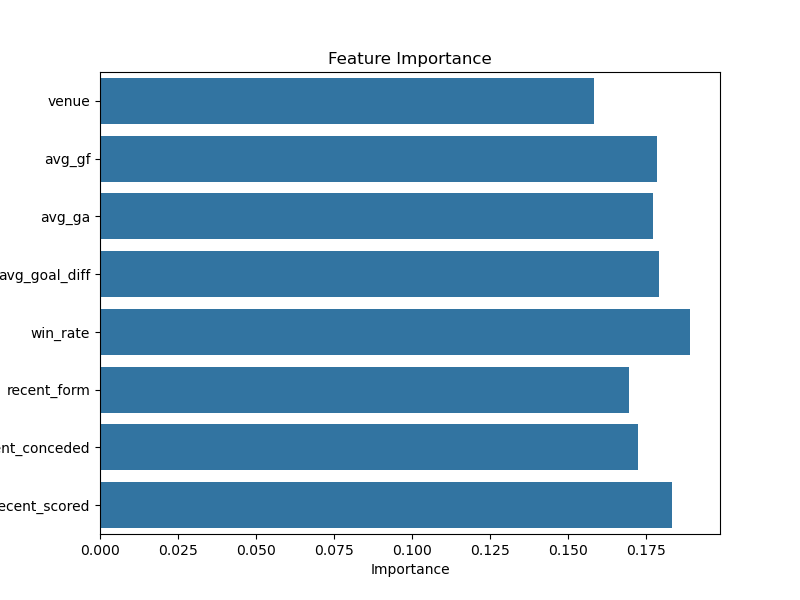 Feature Importance
venue
avg_gf
avg_ga
avg_goal_diff
win_rate
recent_form
ent_conceded
ecent_scored
0.000 0.025 0.050 0.075 0.100 0.125 0.150 0.175
Importance